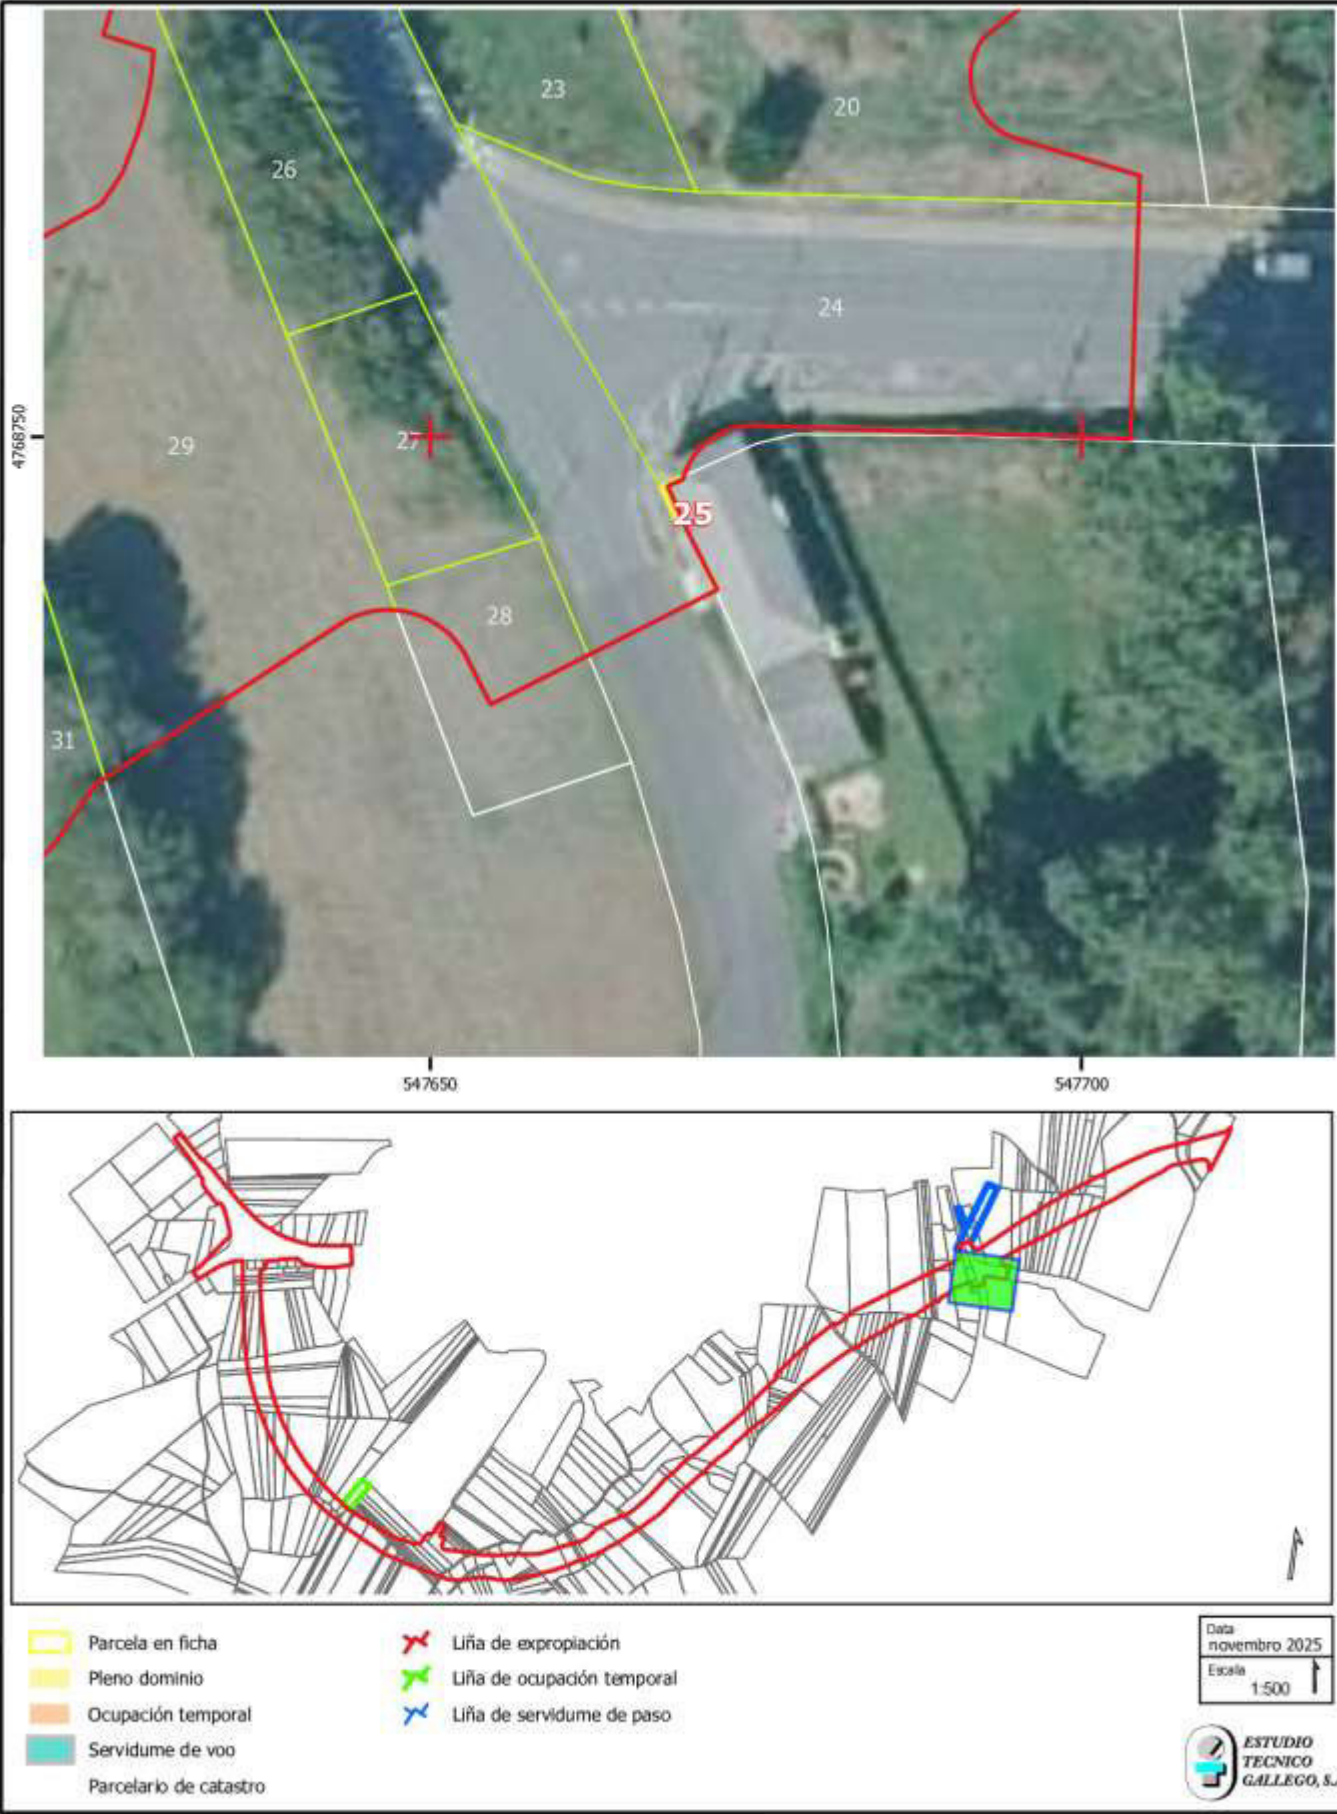 23
20
26
24
4768750
29
27
25
28
31
547650
547700
Parcela en ficha
Pleno dominio
Ocupación temporal
Servidume de voo
Parcelario de catastro
Liña de expropiación
Liña de ocupación temporal
Liña de servidume de paso
Data
novembro 2025
Escala
1:500
ESTUDIO
TECNICO
GALLEGO, S.